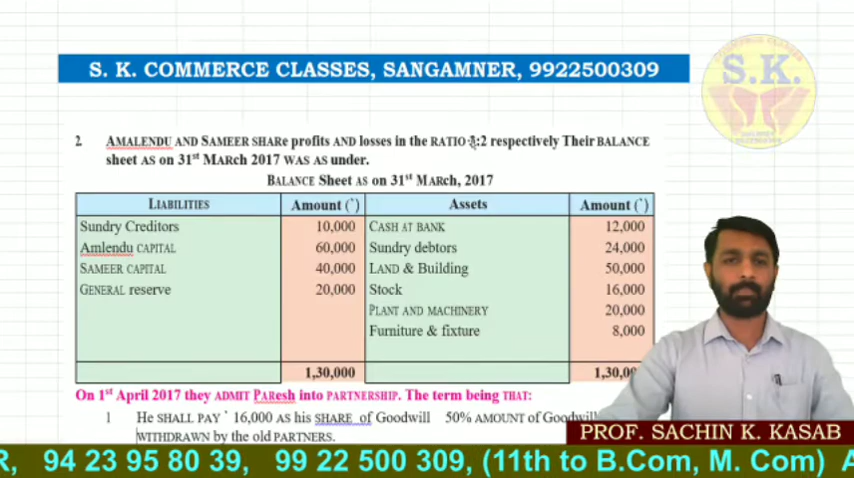 S. K. COMMERCE CLASSES, SANGAMNER, 9922500309
S.K.
2 AMALENDU AND SAMEER SHARe profits AND losses in the RATIO 3:2 respectively Their BALANCE
sheet AS on 31st MARch 2017 WAS AS under.
BALANCE Sheet AS on 31st MARch, 2017
LIABILITIES Amount (`) Assets Amount (`)
Sundry Creditors 10,000 CASH AT BANK 12,000
Amlendu CAPITAL 60,000 Sundry debtors 24,000
SAMEER CAPITAL 40,000 LAND & Building 50,000
GENERAL reserve 20,000 Stock 16,000
PLANT AND MACHINERY 20,000
Furniture & fixture 8,000
1,30,000 1,30,000
On 1st April 2017 they ADMIT PAResh into PARTNERSHIP. The term being THAT:
1 He SHALL PAY ` 16,000 AS his SHARE of Goodwill 50% AMOUNT of Goodwill
WITHDRAWN by the old PARTNERS.
PROF. SACHIN K. KASAB
R, 94 23 95 80 39, 99 22 500 309, (11th to B.Com, M. Com) A